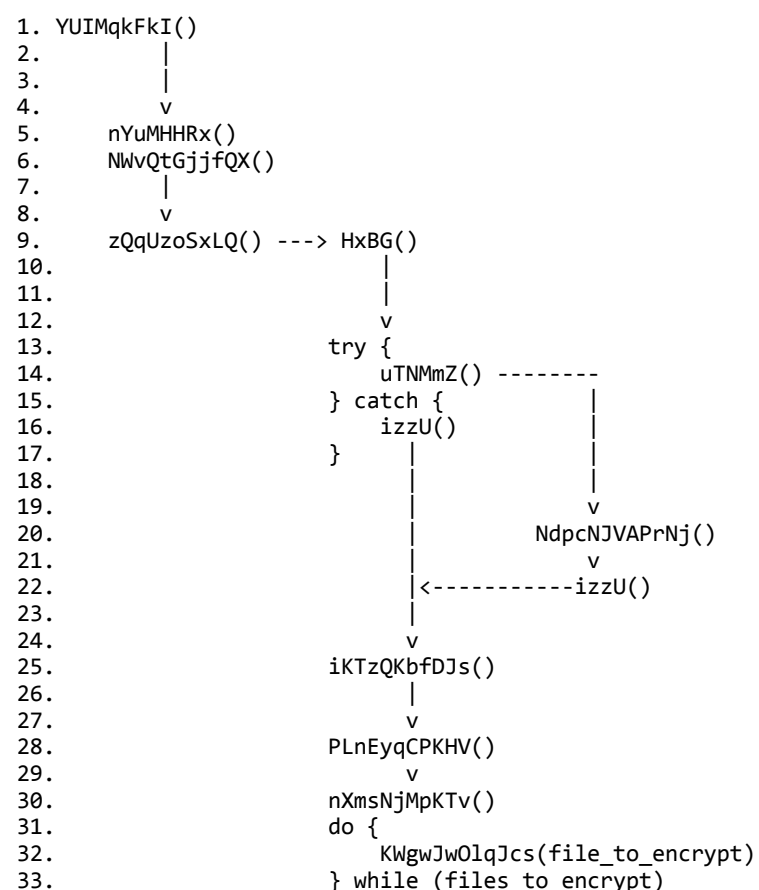 1. YUIMqkFkI()
2. |
3. |
4. v
5. nYuMHHRx()
6. NWvQtGjjfQX()
7. |
8. v
9. zQqUzoSxLQ() ---> HxBG()
10. |
11. |
12. v
13. try {
14. uTNMmZ() --------
15. } catch { |
16. izzU() |
17. } | |
18. | |
19. | v
20. | NdpcNJVAPrNj()
21. | v
22. |<-----------izzU()
23. |
24. v
25. iKTzQKbfDJs()
26. |
27. v
28. PLnEyqCPKHV()
29. v
30. nXmsNjMpKTv()
31. do {
32. KWgwJwOlqJcs(file_to_encrypt)
33. } while (files to encrypt)